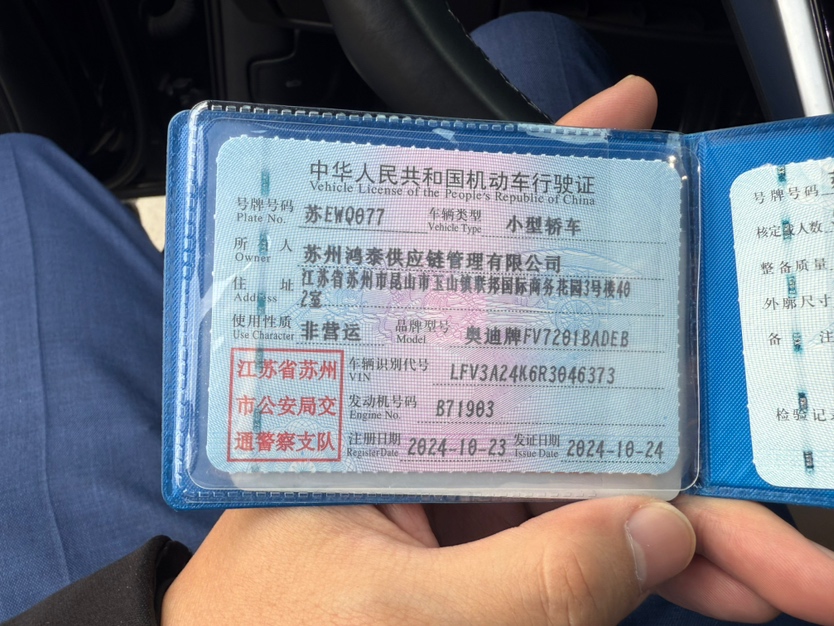 中华人民共和国机动车行驶证
Vehicle License of the People's Republic of China
号牌号码 苏EWQ077 车辆类型 小型轿车
Plate No. Vehicle Type
所 有 人 苏州鸿泰供应链管理有限公司
Owner
住 址 江苏省苏州市昆山市玉山镇联邦国际商务花园3号楼40
Address 2室
使用性质 非营运 品牌型号 奥迪牌FV7201BADEB
Use Character Model
江苏省苏州 车辆识别代号 LFV3A24K6R3046373
VIN
市公安局交 发动机号码 B71903
Engine No.
通警察支队 注册日期 2024-10-23 发证日期 2024-10-24
Register Date Issue Date
号牌号码
核定载人数
整备质量
外廓尺寸
备 注
检验记